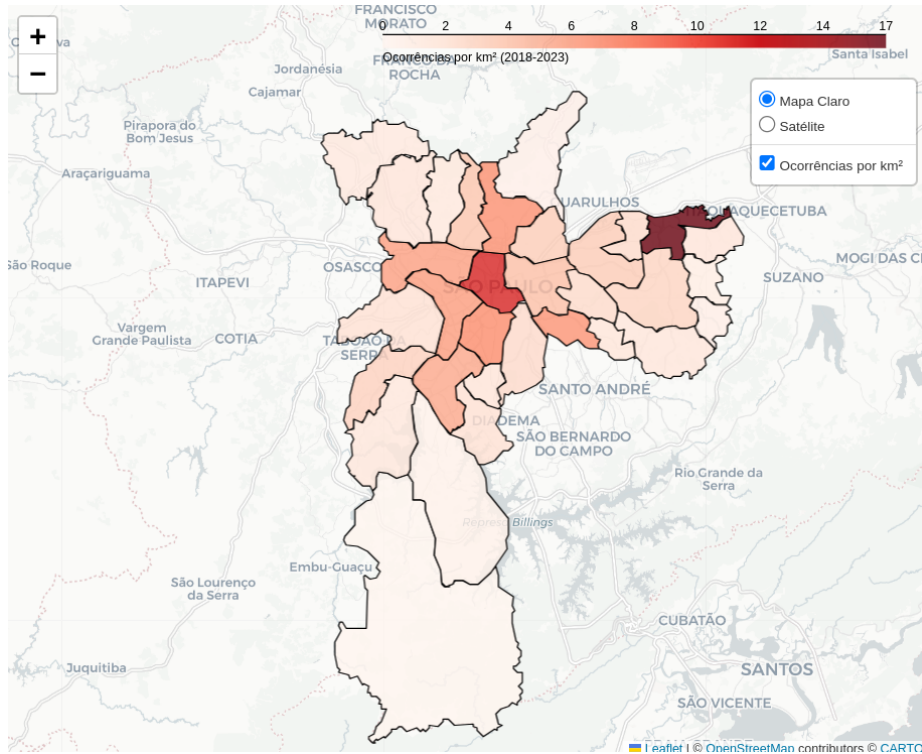 FRANCISCO
MORATO
+
−
0 2 4 6 8 10 12 14 17
Ocorrências por km² (2018-2023)
ROCHA
Santa Isabel
Jordanésia
Cajamar
Mapa Claro
Satélite
Ocorrências por km²
Pirapora do
Bom Jesus
Araçariguama
GUARULHOS
ITAQUAQUECETUBA
São Roque
OSASCO
MOGI DAS C
SUZANO
ITAPEVI
SÃO PAULO
Vargem
Grande Paulista
COTIA
TABOÃO DA
SERRA
SANTO ANDRÉ
DIADEMA
SÃO BERNARDO
DO CAMPO
Rio Grande da
Serra
Represa Billings
Embu-Guaçu
São Lourenço
da Serra
CUBATÃO
Juquitiba
SANTOS
SÃO VICENTE
Leaflet | © OpenStreetMap contributors © CARTO